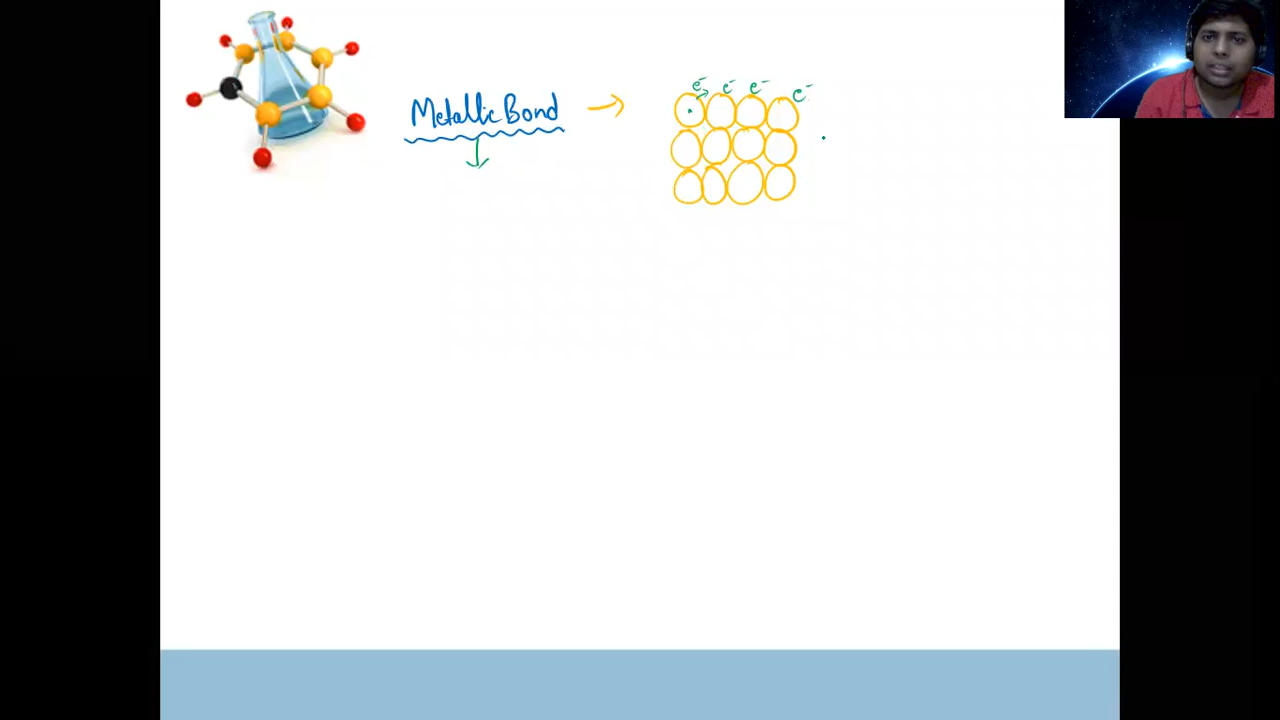 Metallic Bond →
e⁻ e⁻ e⁻ e⁻